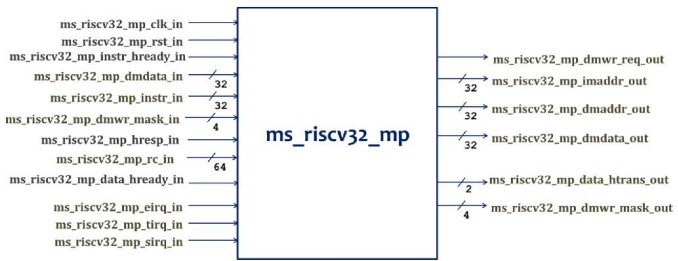 ms_riscv32_mp_clk_in
ms_riscv32_mp_rst_in
ms_riscv32_mp_instr_hready_in
ms_riscv32_mp_dmdata_in
32
ms_riscv32_mp_instr_in
32
ms_riscv32_mp_dmwr_mask_in
4
ms_riscv32_mp_hresp_in
ms_riscv32_mp_rc_in
64
ms_riscv32_mp_data_hready_in
ms_riscv32_mp_eirq_in
ms_riscv32_mp_tirq_in
ms_riscv32_mp_sirq_in
ms_riscv32_mp
ms_riscv32_mp_dmwr_req_out
ms_riscv32_mp_imaddr_out
32
ms_riscv32_mp_dmaddr_out
32
ms_riscv32_mp_dmdata_out
32
ms_riscv32_mp_data_htrans_out
2
ms_riscv32_mp_dmwr_mask_out
4